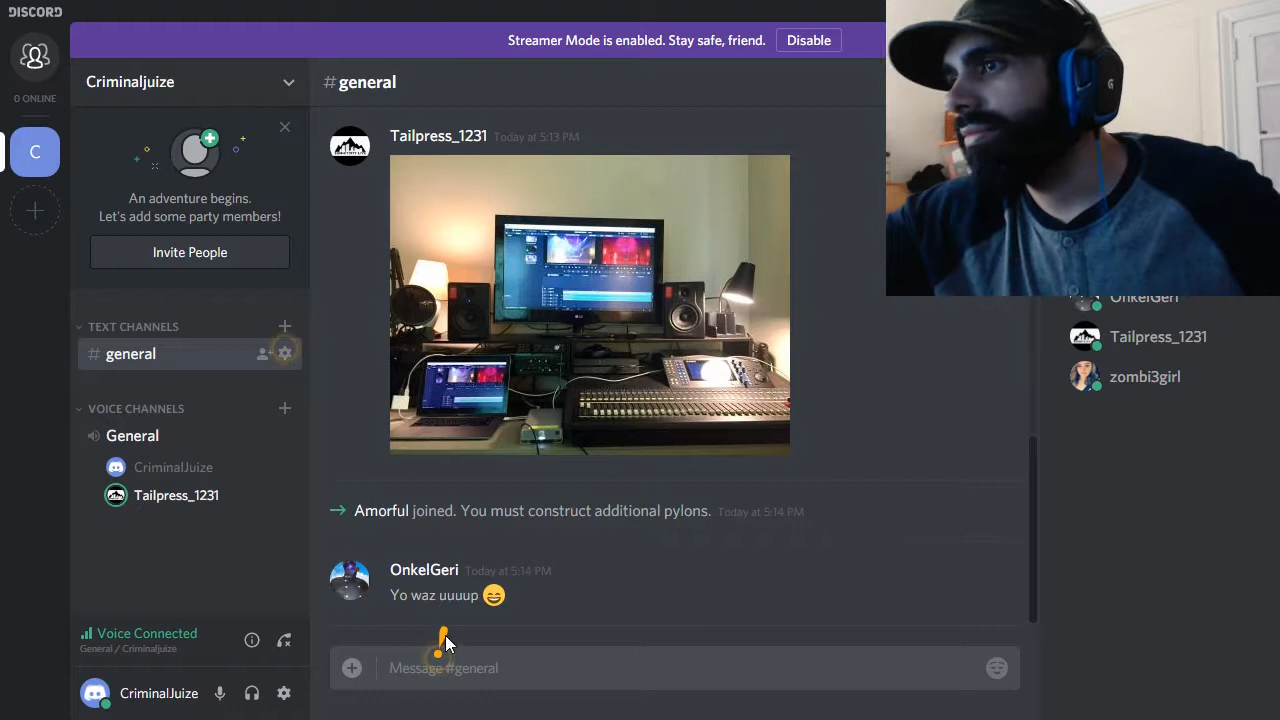 DISCORD
0 ONLINE
C
Criminaljuize
An adventure begins.
Let's add some party members!
Invite People
TEXT CHANNELS
# general
VOICE CHANNELS
General
CriminalJuize
Tailpress_1231
Voice Connected
General / Criminaljuize
CriminalJuize
Streamer Mode is enabled. Stay safe, friend.
Disable
# general
Tailpress_1231 Today at 5:13 PM
Amorful joined. You must construct additional pylons. Today at 5:14 PM
OnkelGeri Today at 5:14 PM
Yo waz uuuup
Message #general
OnkelGeri
Tailpress_1231
zombi3girl